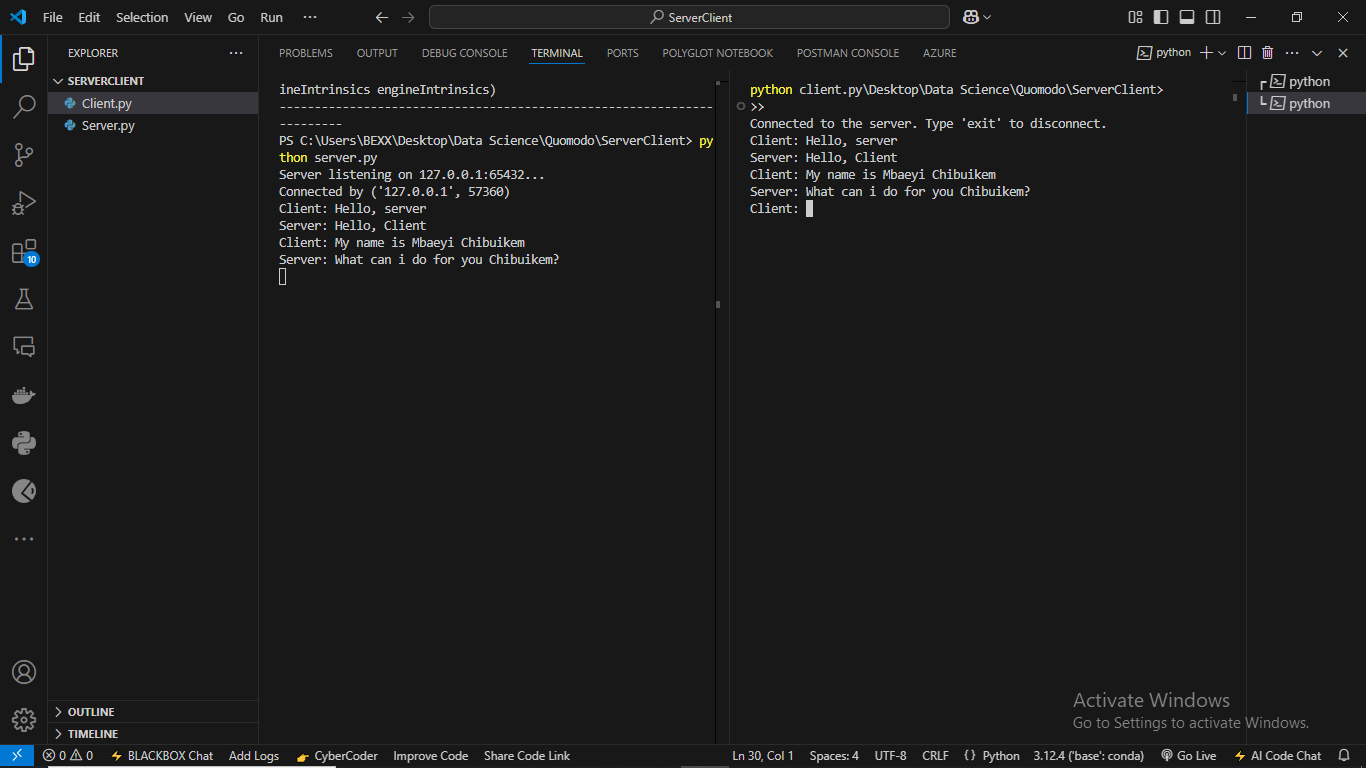 File Edit Selection View Go Run ··· ServerClient
EXPLORER ···
SERVERCLIENT
Client.py
Server.py
10
OUTLINE
TIMELINE
PROBLEMS OUTPUT DEBUG CONSOLE TERMINAL PORTS POLYGLOT NOTEBOOK POSTMAN CONSOLE AZURE python
ineIntrinsics engineIntrinsics)
--------------------------------------------------------------
---------
PS C:\Users\BEXX\Desktop\Data Science\Quomodo\ServerClient> py
thon server.py
Server listening on 127.0.0.1:65432...
Connected by ('127.0.0.1', 57360)
Client: Hello, server
Server: Hello, Client
Client: My name is Mbaeyi Chibuikem
Server: What can i do for you Chibuikem?
python client.py\Desktop\Data Science\Quomodo\ServerClient>
>>
Connected to the server. Type 'exit' to disconnect.
Client: Hello, server
Server: Hello, Client
Client: My name is Mbaeyi Chibuikem
Server: What can i do for you Chibuikem?
Client:
python
python
Activate Windows
Go to Settings to activate Windows.
0 0 BLACKBOX Chat Add Logs CyberCoder Improve Code Share Code Link Ln 30, Col 1 Spaces: 4 UTF-8 CRLF {} Python 3.12.4 ('base': conda) Go Live AI Code Chat